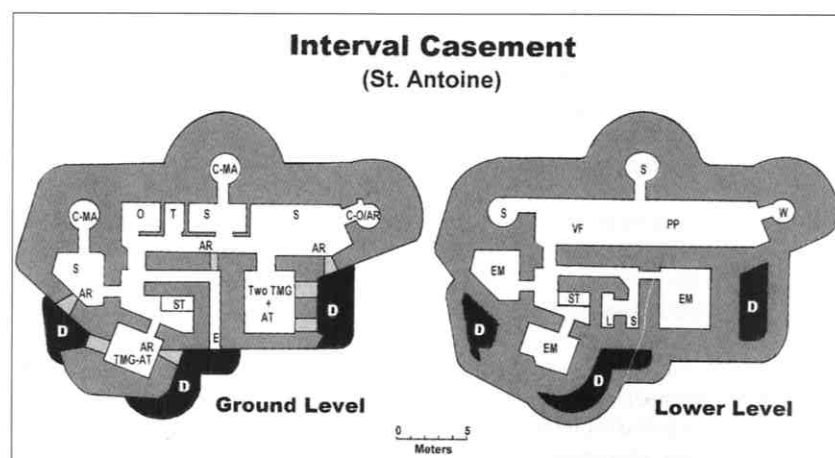 Interval Casement
(St. Antoine)
C-MA
C-MA
O
T
S
S
C-O/AR
AR
AR
S
AR
ST
Two TMG
+
AT
D
D
E
AR
TMG-AT
D
Ground Level
S
S
VF
PP
W
EM
ST
L
S
EM
D
D
EM
D
Lower Level
0
5
Meters